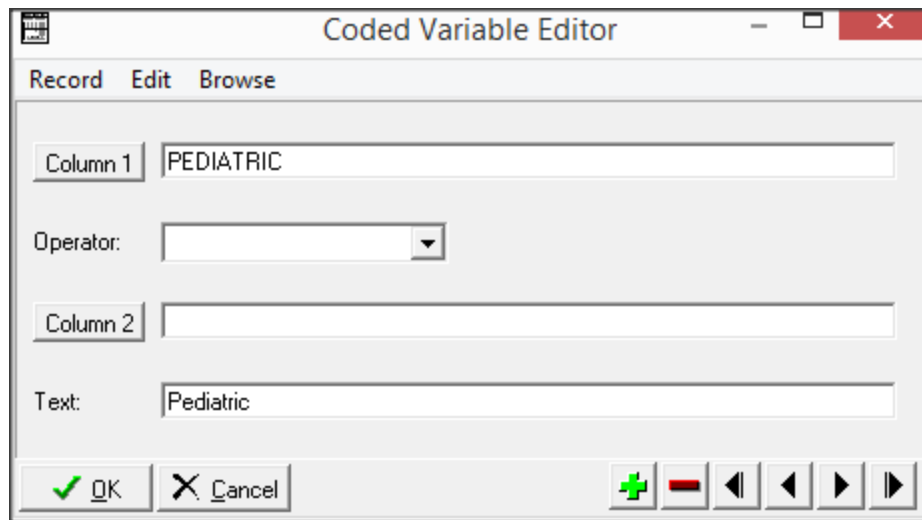 Coded Variable Editor
Record Edit Browse
Column 1 PEDIATRIC
Operator:
Column 2
Text: Pediatric
OK Cancel